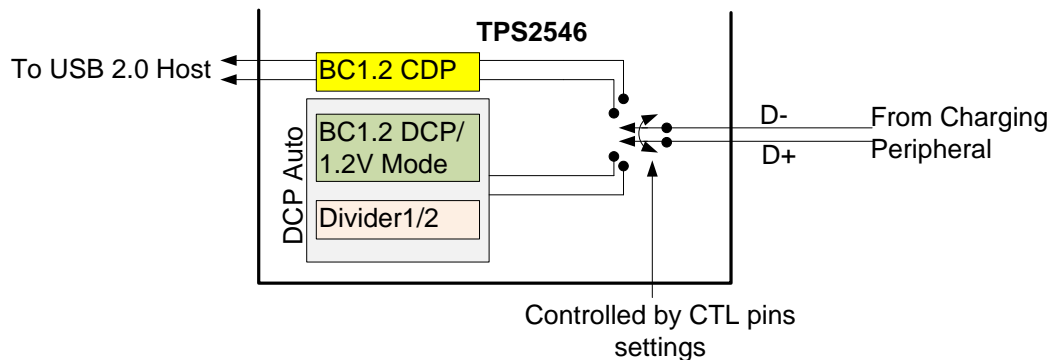 TPS2546
To USB 2.0 Host
BC1.2 CDP
DCP Auto
BC1.2 DCP/
1.2V Mode
Divider1/2
D-
D+
From Charging
Peripheral
Controlled by CTL pins
settings